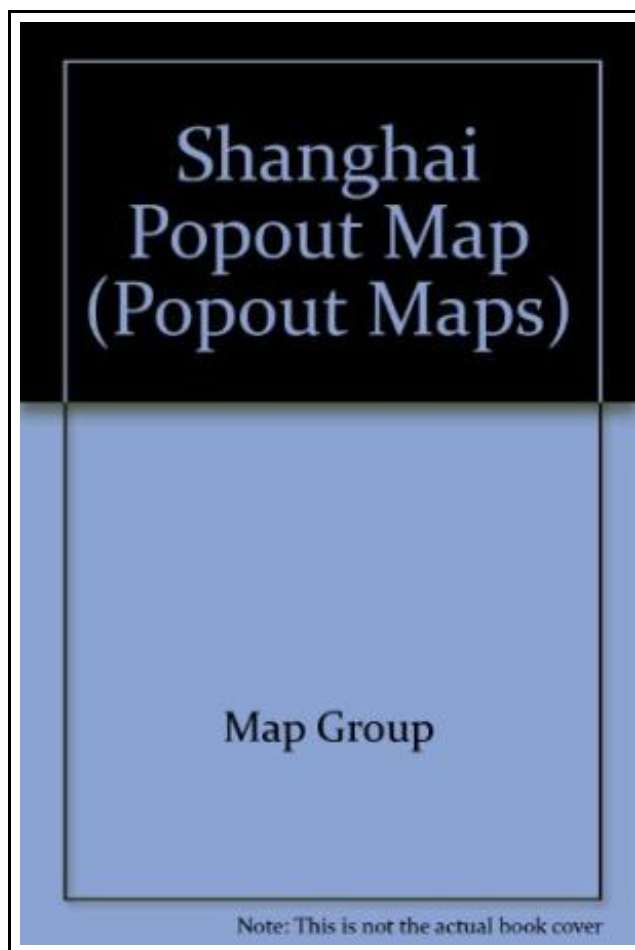 Shanghai
Popout Map
(Popout Maps)
Map Group
Note: This is not the actual book cover